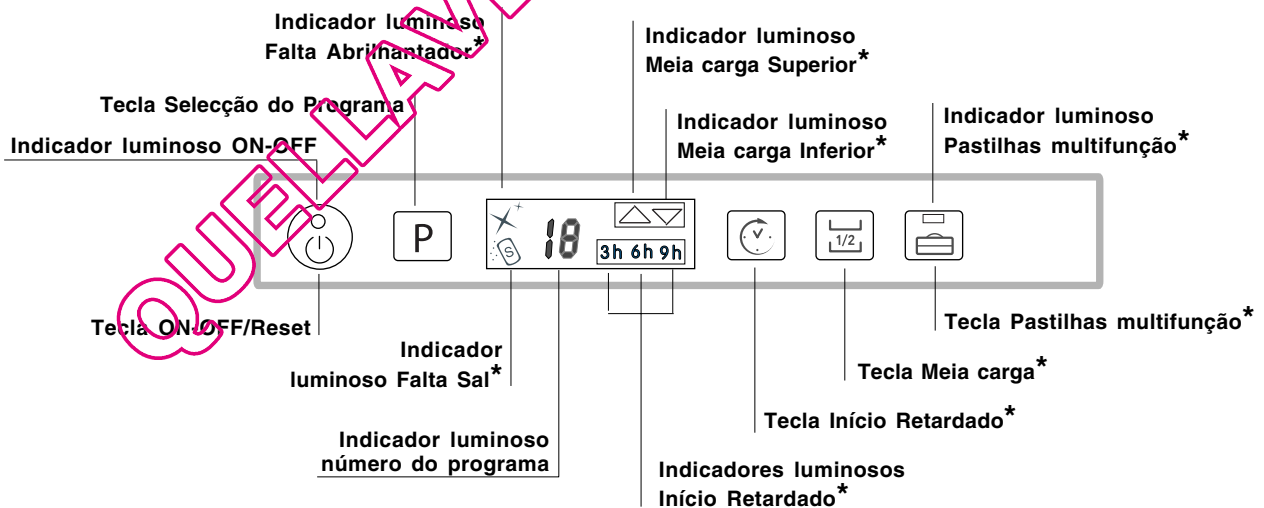 Indicador luminoso
Falta Abrilhantador*
Indicador luminoso
Meia carga Superior*
Tecla Selecção do Programa
Indicador luminoso
Meia carga Inferior*
Indicador luminoso
Pastilhas multifunção*
Indicador luminoso ON-OFF
P
S
18
3h 6h 9h
1/2
Tecla ON-OFF/Reset
Indicador
luminoso Falta Sal*
Indicador luminoso
número do programa
Indicadores luminosos
Início Retardado*
Tecla Início Retardado*
Tecla Meia carga*
Tecla Pastilhas multifunção*
QUELLAVE